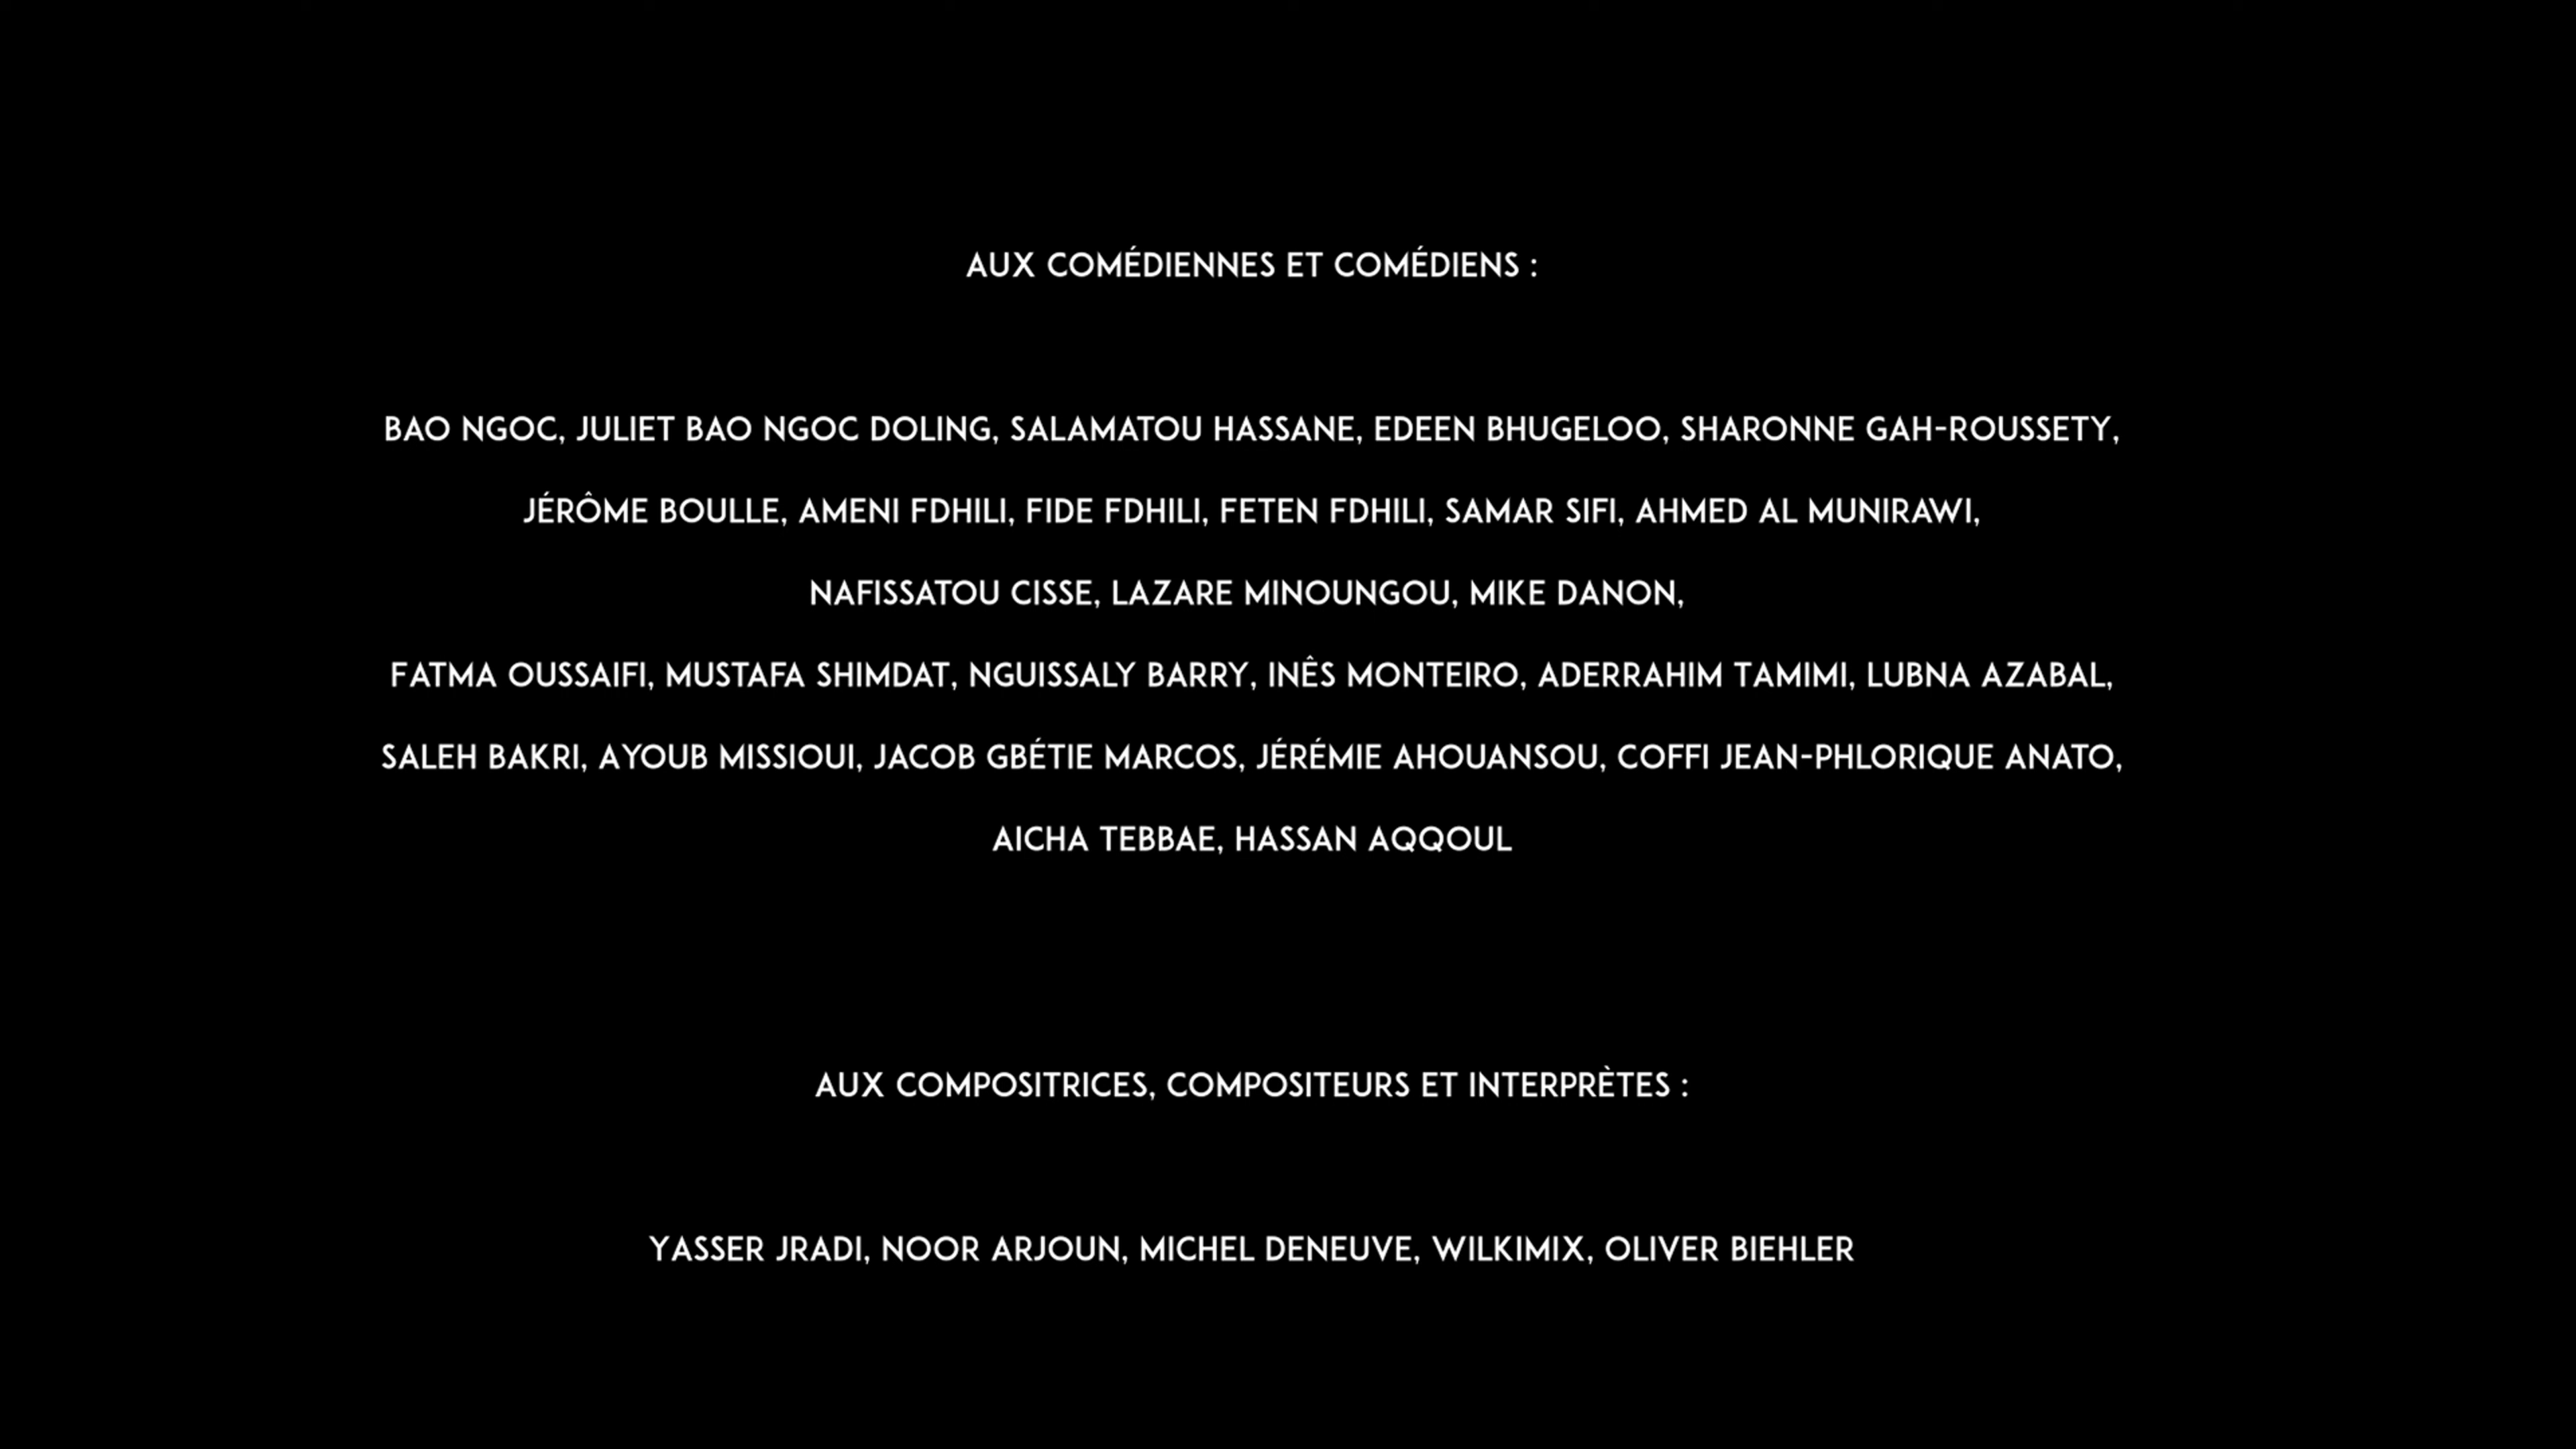 AUX COMÉDIENNES ET COMÉDIENS :
BAO NGOC, JULIET BAO NGOC DOLING, SALAMATOU HASSANE, EDEEN BHUGELOO, SHARONNE GAH-ROUSSETY,
JÉRÔME BOULLE, AMENI FDHILI, FIDE FDHILI, FETEN FDHILI, SAMAR SIFI, AHMED AL MUNIRAWI,
NAFISSATOU CISSE, LAZARE MINOUNGOU, MIKE DANON,
FATMA OUSSAIFI, MUSTAFA SHIMDAT, NGUISSALY BARRY, INÊS MONTEIRO, ADERRAHIM TAMIMI, LUBNA AZABAL,
SALEH BAKRI, AYOUB MISSIOUI, JACOB GBÉTIE MARCOS, JÉRÉMIE AHOUANSOU, COFFI JEAN-PHLORIQUE ANATO,
AICHA TEBBAE, HASSAN AQQOUL
AUX COMPOSITRICES, COMPOSITEURS ET INTERPRÈTES :
YASSER JRADI, NOOR ARJOUN, MICHEL DENEUVE, WILKIMIX, OLIVER BIEHLER